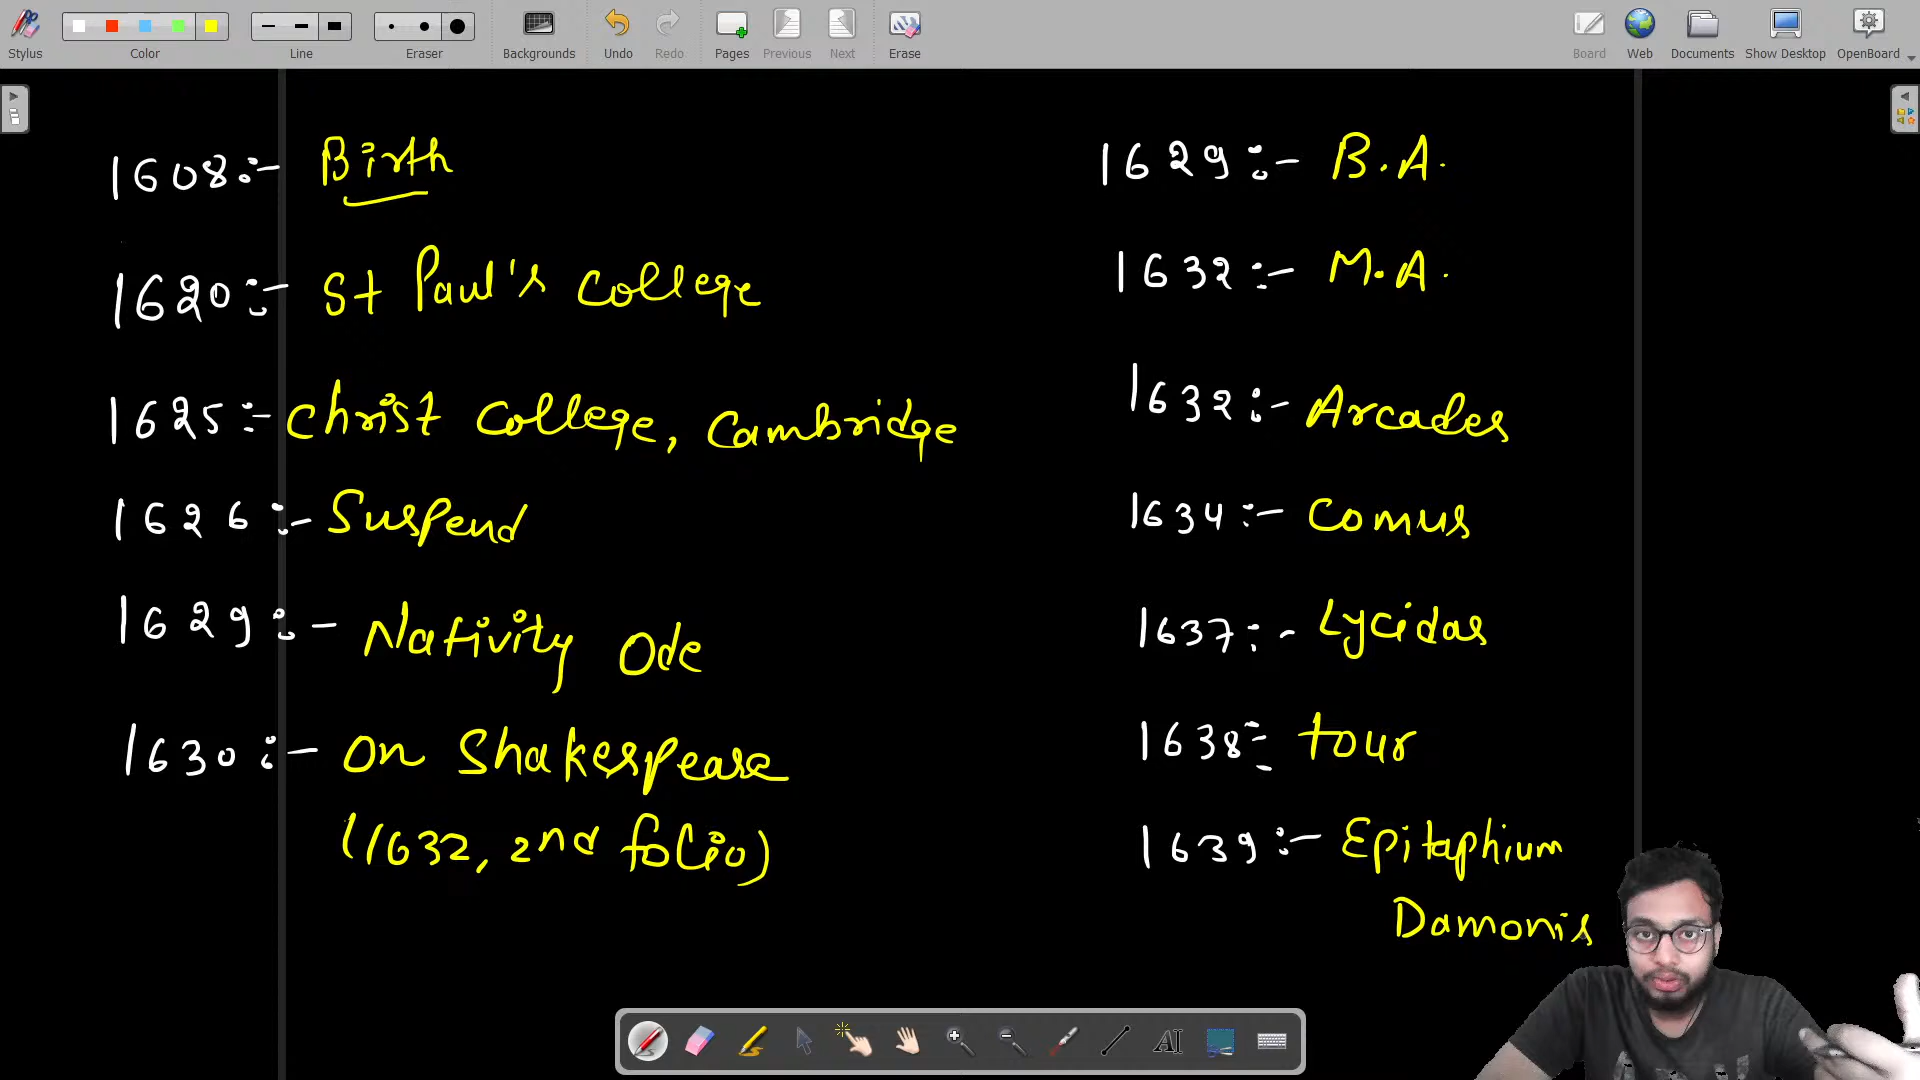 Stylus
Color
Line
Eraser
Backgrounds
Undo
Redo
Pages
Previous
Next
Erase
Board
Web
Documents
Show Desktop
OpenBoard
1608:- Birth
1620:- St Paul's College
1625:- Christ College, Cambridge
1626:- Suspend
1629:- Nativity Ode
1630:- On Shakespeare
(1632, 2nd folio)
1629:- B.A.
1632:- M.A.
1632:- Arcades
1634:- Comus
1637:- Lycidas
1638:- tour
1639:- Epitaphium
Damonis